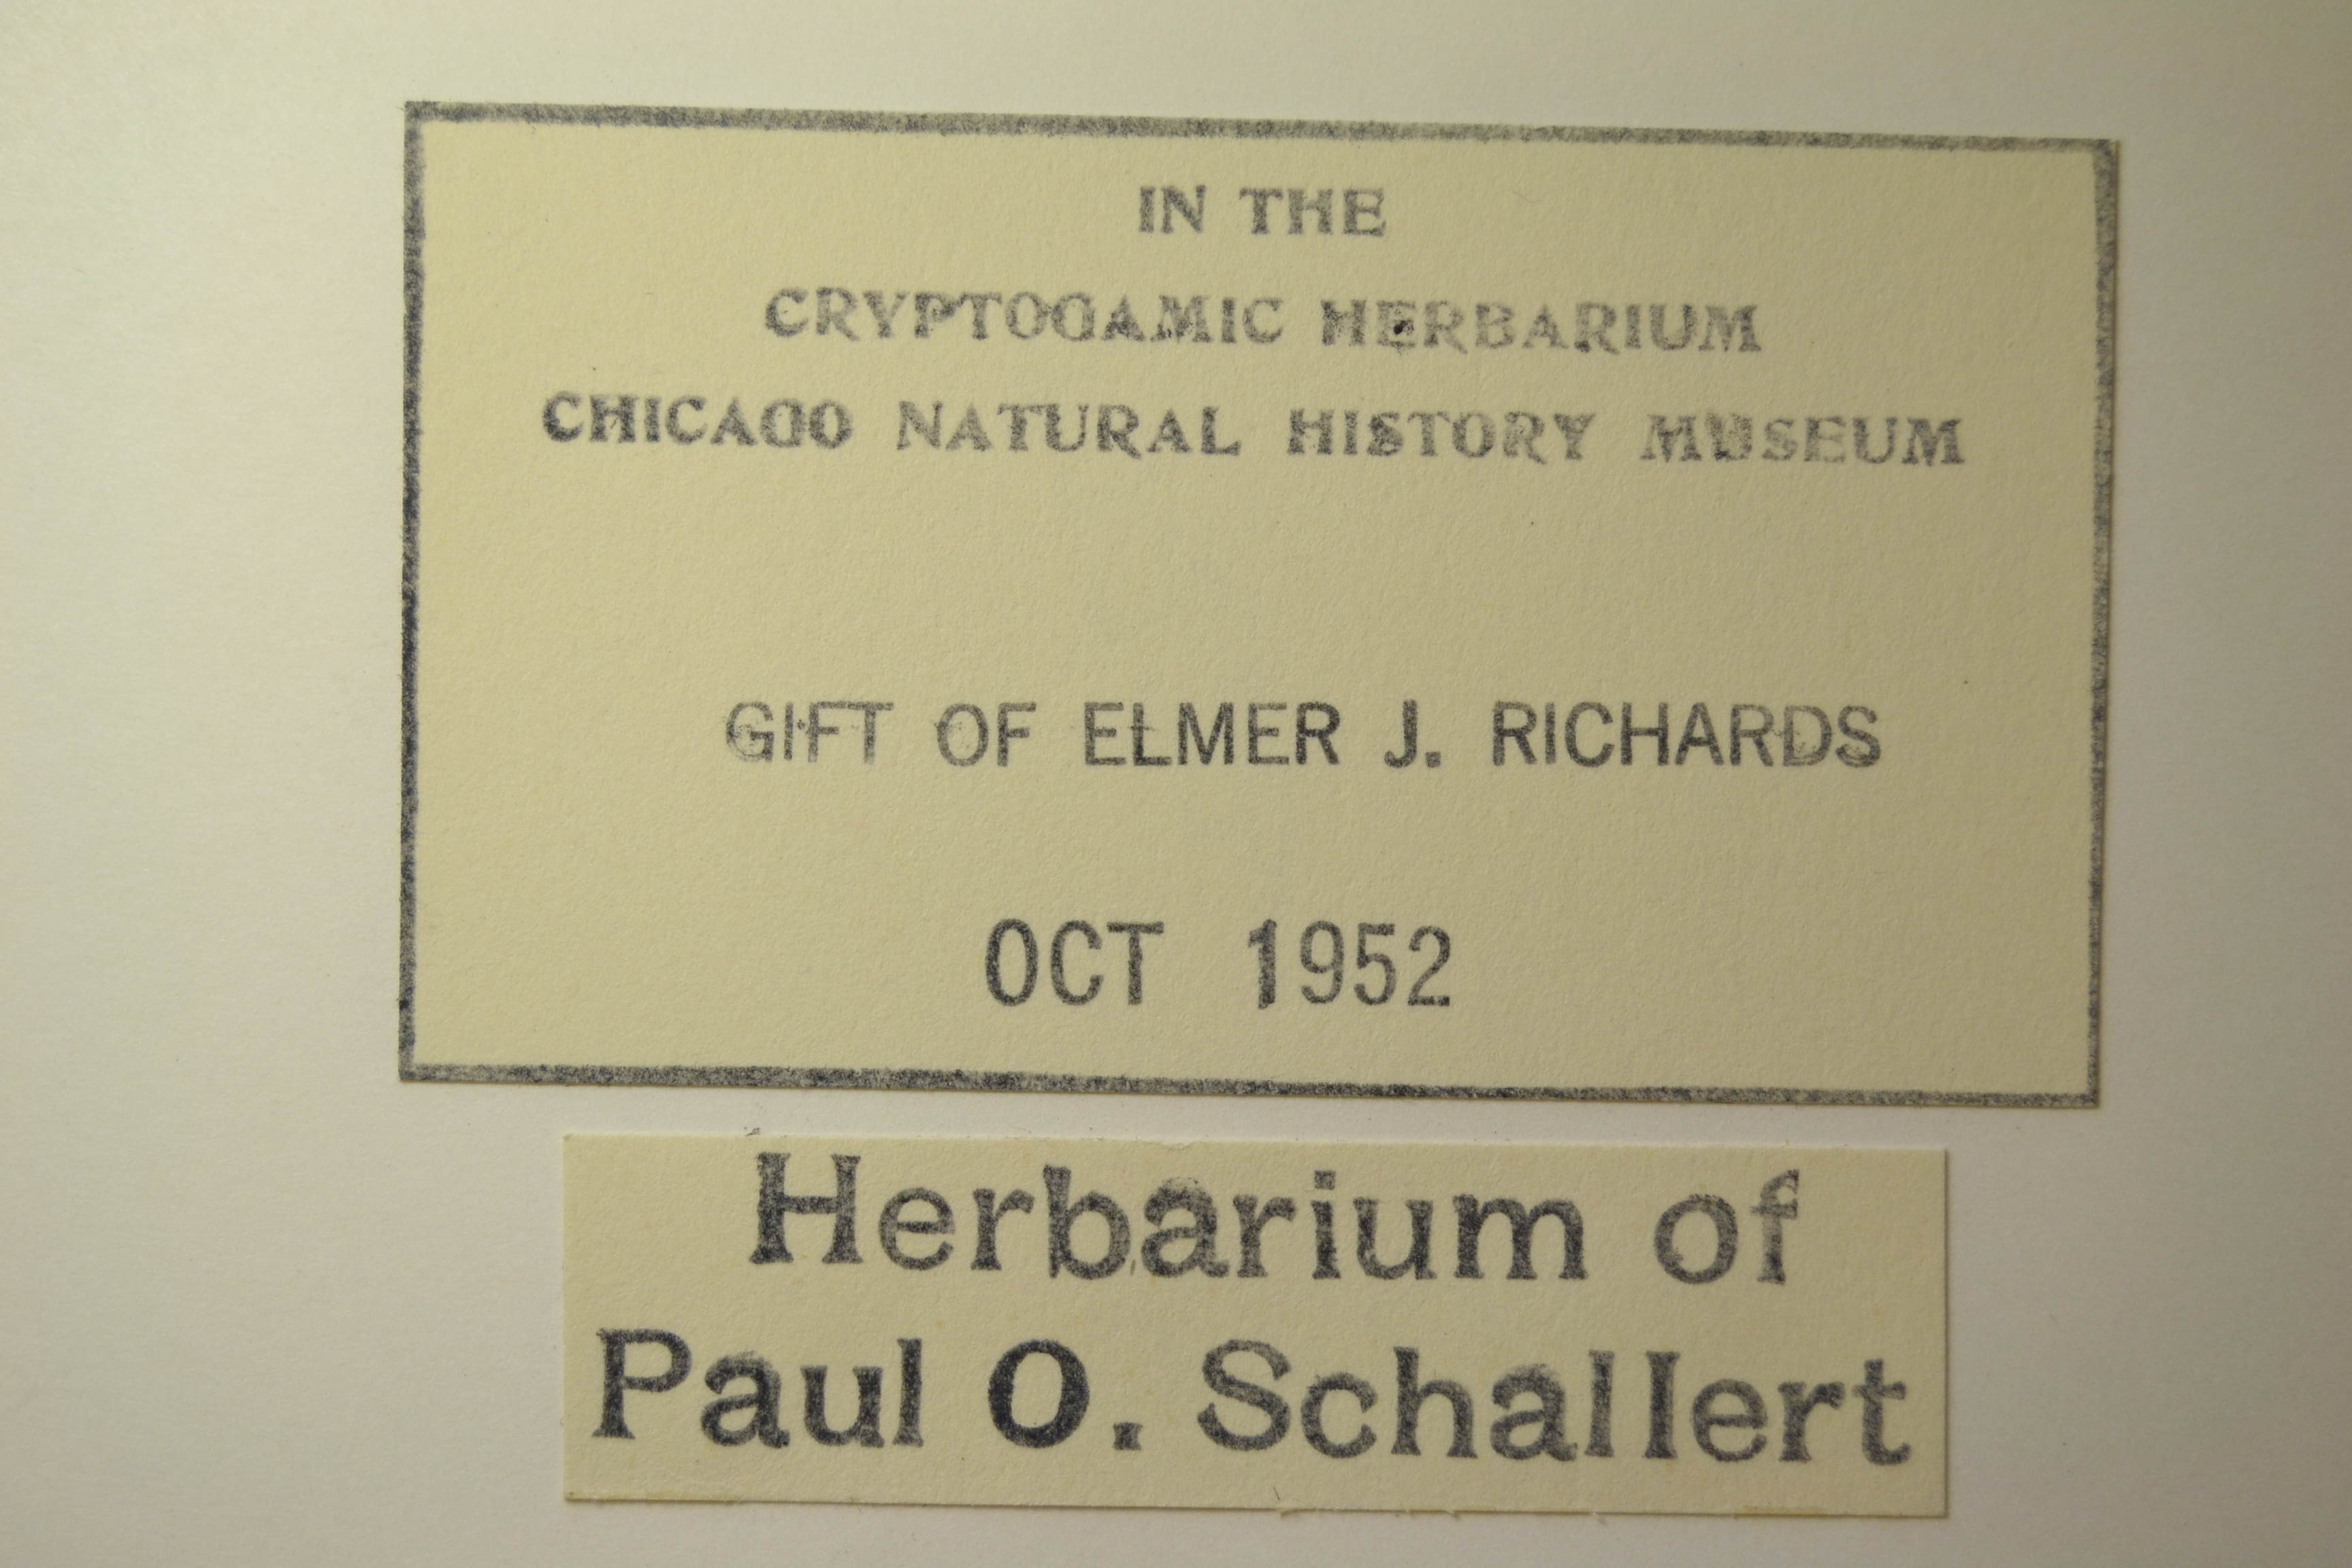 IN THE
CRYPTOGAMIC HERBARIUM
CHICAGO NATURAL HISTORY MUSEUM
GIFT OF ELMER J. RICHARDS
OCT 1952
Herbarium of
Paul O. Schallert